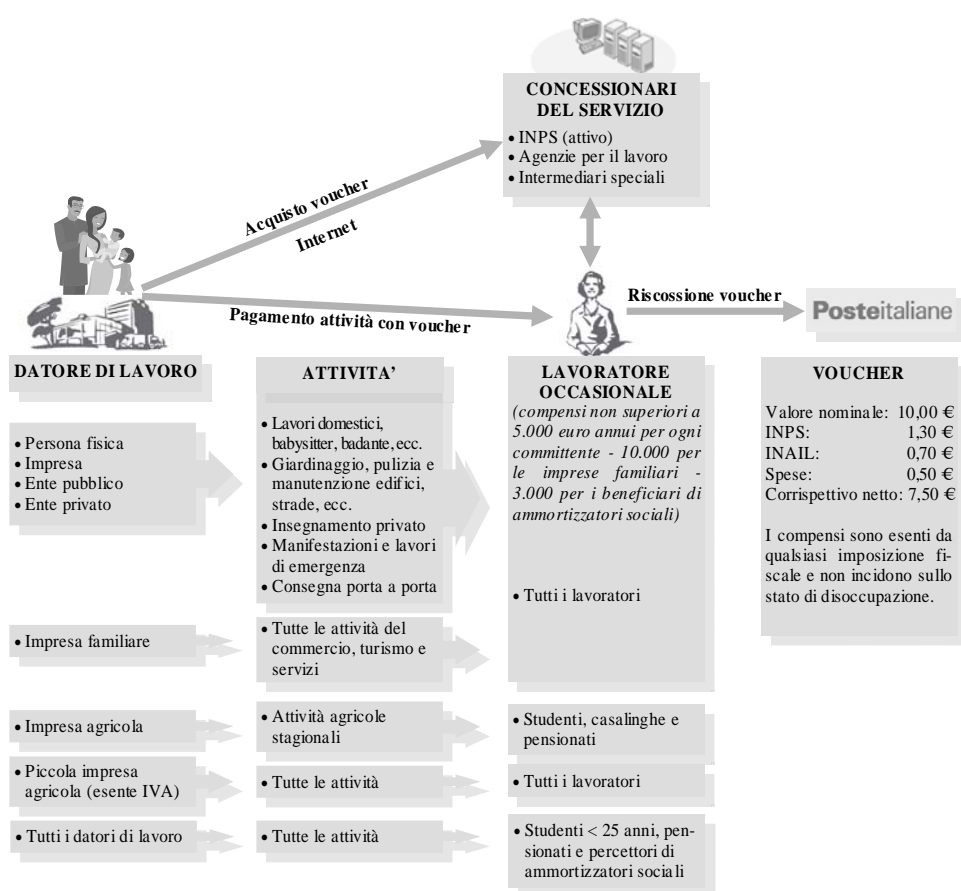 CONCESSIONARI
DEL SERVIZIO
• INPS (attivo)
• Agenzie per il lavoro
• Intermediari speciali
Acquisto voucher
Internet
Pagamento attività con voucher
Riscossione voucher
Posteitaliane
DATORE DI LAVORO
• Persona fisica
• Impresa
• Ente pubblico
• Ente privato
ATTIVITA’
• Lavori domestici,
babysitter, badante, ecc.
• Giardinaggio, pulizia e
manutenzione edifici,
strade, ecc.
• Insegnamento privato
• Manifestazioni e lavori
di emergenza
• Consegna porta a porta
LAVORATORE
OCCASIONALE
(compensi non superiori a
5.000 euro annui per ogni
committente - 10.000 per
le imprese familiari -
3.000 per i beneficiari di
ammortizzatori sociali)
• Tutti i lavoratori
VOUCHER
Valore nominale: 10,00 €
INPS: 1,30 €
INAIL: 0,70 €
Spese: 0,50 €
Corrispettivo netto: 7,50 €
I compensi sono esenti da
qualsiasi imposizione fi-
scale e non incidono sullo
stato di disoccupazione.
• Impresa familiare
• Tutte le attività del
commercio, turismo e
servizi
• Impresa agricola
• Attività agricole
stagionali
• Studenti, casalinghe e
pensionati
• Piccola impresa
agricola (esente IVA)
• Tutte le attività
• Tutti i lavoratori
• Tutti i datori di lavoro
• Tutte le attività
• Studenti < 25 anni, pen-
sionati e percettori di
ammortizzatori sociali